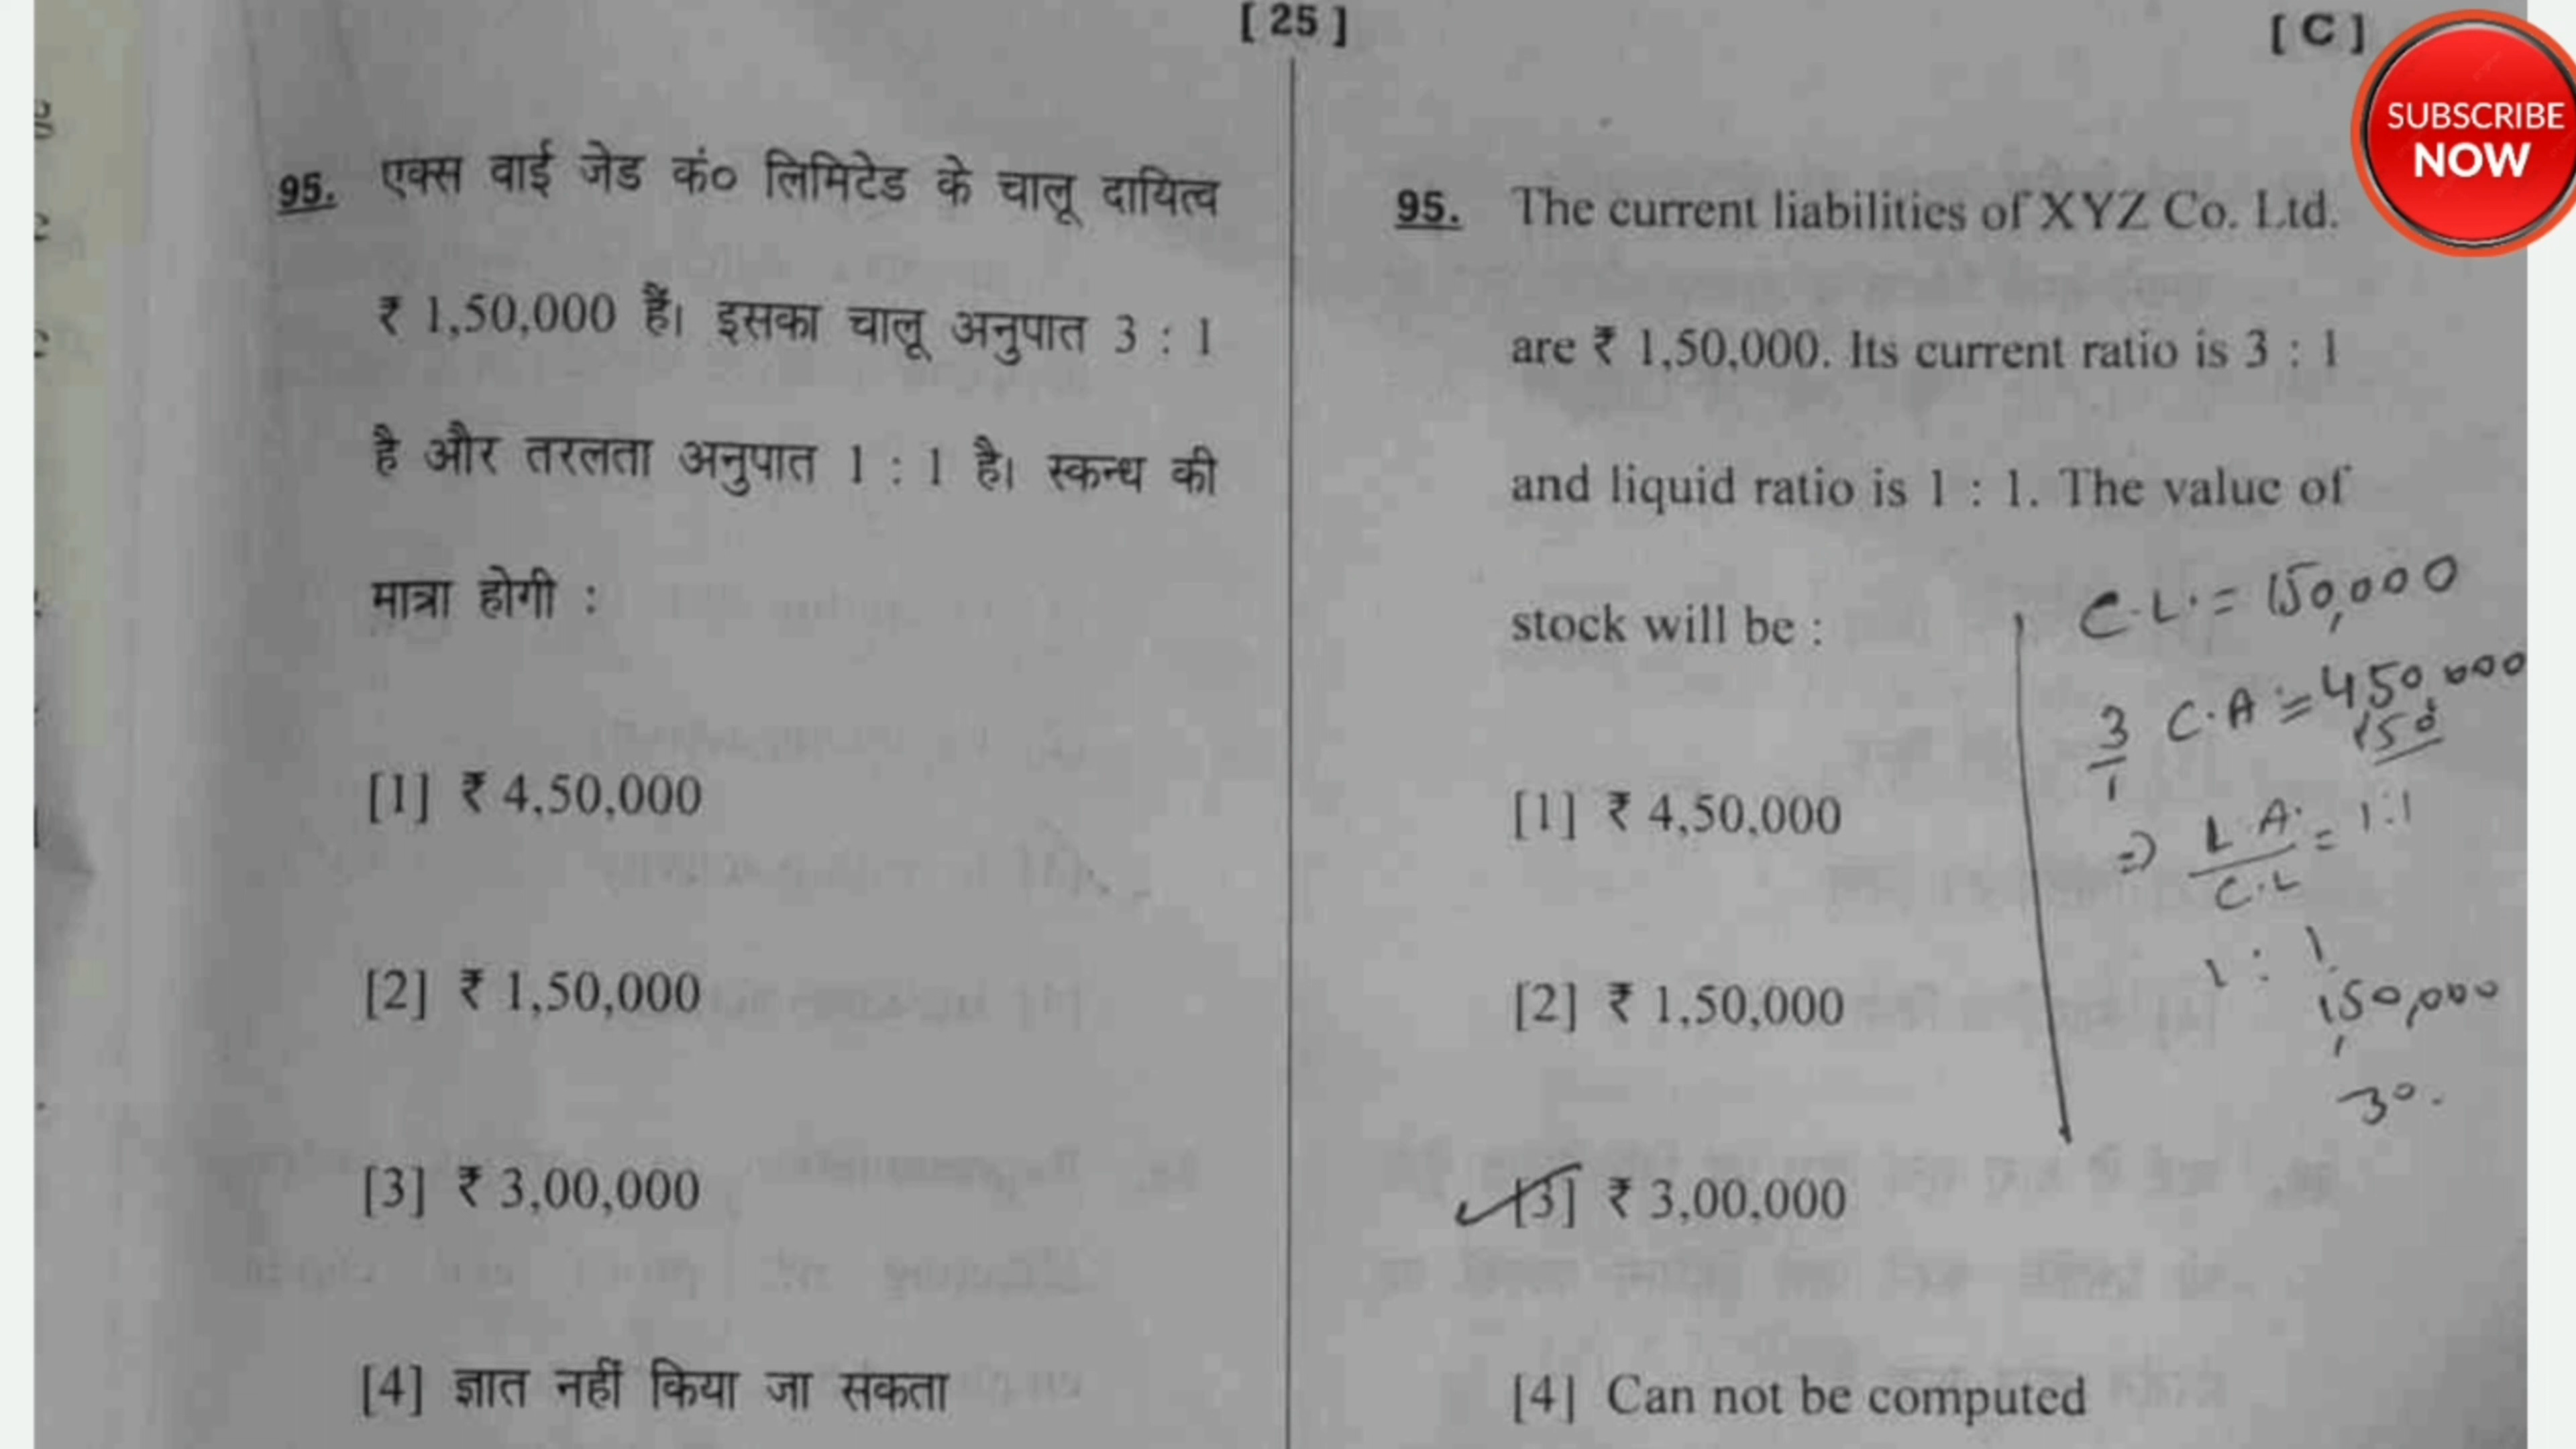 [ 25 ]
[ C ]
SUBSCRIBE
NOW
95. एक्स वाई जेड कं० लिमिटेड के चालू दायित्व
₹ 1,50,000 हैं। इसका चालू अनुपात 3 : 1
है और तरलता अनुपात 1 : 1 है। स्कन्ध की
मात्रा होगी :
[1] ₹ 4,50,000
[2] ₹ 1,50,000
[3] ₹ 3,00,000
[4] ज्ञात नहीं किया जा सकता
95. The current liabilities of XYZ Co. Ltd.
are ₹ 1,50,000. Its current ratio is 3 : 1
and liquid ratio is 1 : 1. The value of
stock will be :
[1] ₹ 4,50,000
[2] ₹ 1,50,000
[3] ₹ 3,00,000
[4] Can not be computed
C.L. = 150,000
3/1 C.A = 450,000
150
=> L.A. / C.L = 1:1
1 : 1
150,000
30.